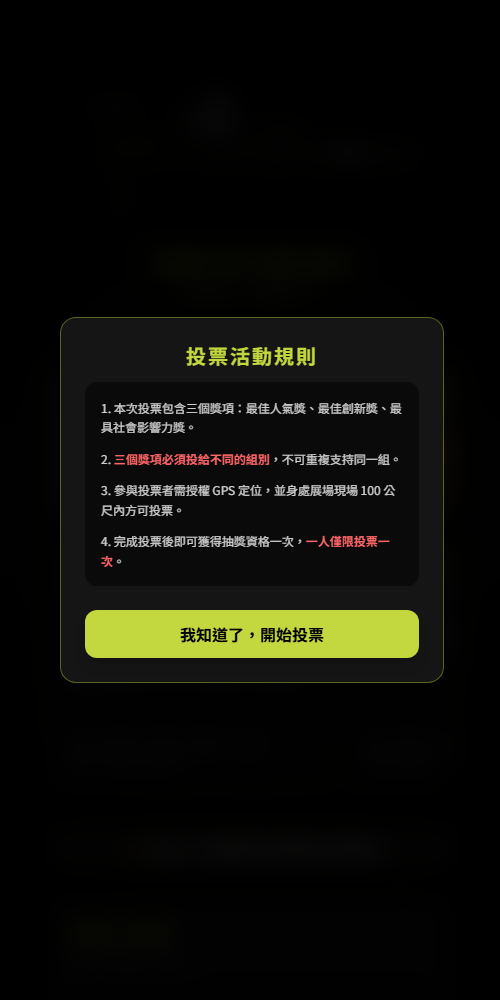 投票活動規則
1. 本次投票包含三個獎項：最佳人氣獎、最佳創新獎、最
具社會影響力獎。
2. 三個獎項必須投給不同的組別，不可重複支持同一組。
3. 參與投票者需授權 GPS 定位，並身處展場現場 100 公
尺內方可投票。
4. 完成投票後即可獲得抽獎資格一次，一人僅限投票一
次。
我知道了，開始投票